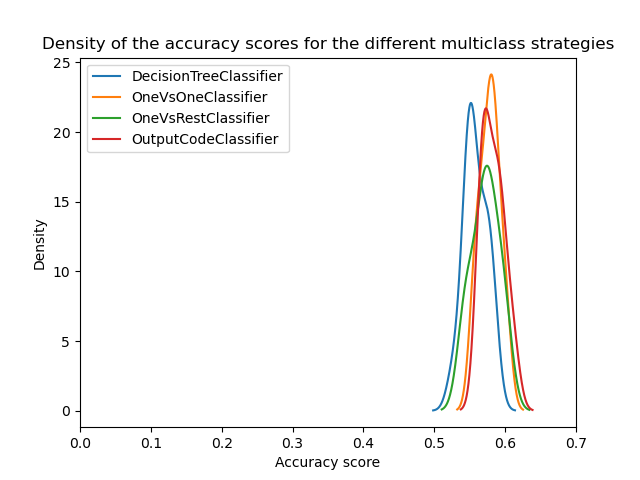 Density of the accuracy scores for the different multiclass strategies
25
20
15
10
5
0
Density
DecisionTreeClassifier
OneVsOneClassifier
OneVsRestClassifier
OutputCodeClassifier
0.0 0.1 0.2 0.3 0.4 0.5 0.6 0.7
Accuracy score